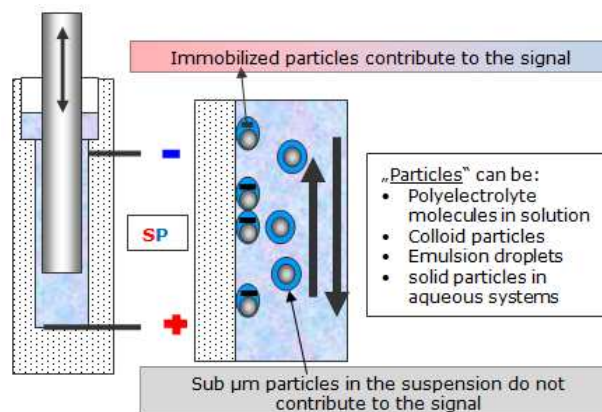 Immobilized particles contribute to the signal
SP
„Particles“ can be:
• Polyelectrolyte
molecules in solution
• Colloid particles
• Emulsion droplets
• solid particles in
aqueous systems
Sub µm particles in the suspension do not
contribute to the signal